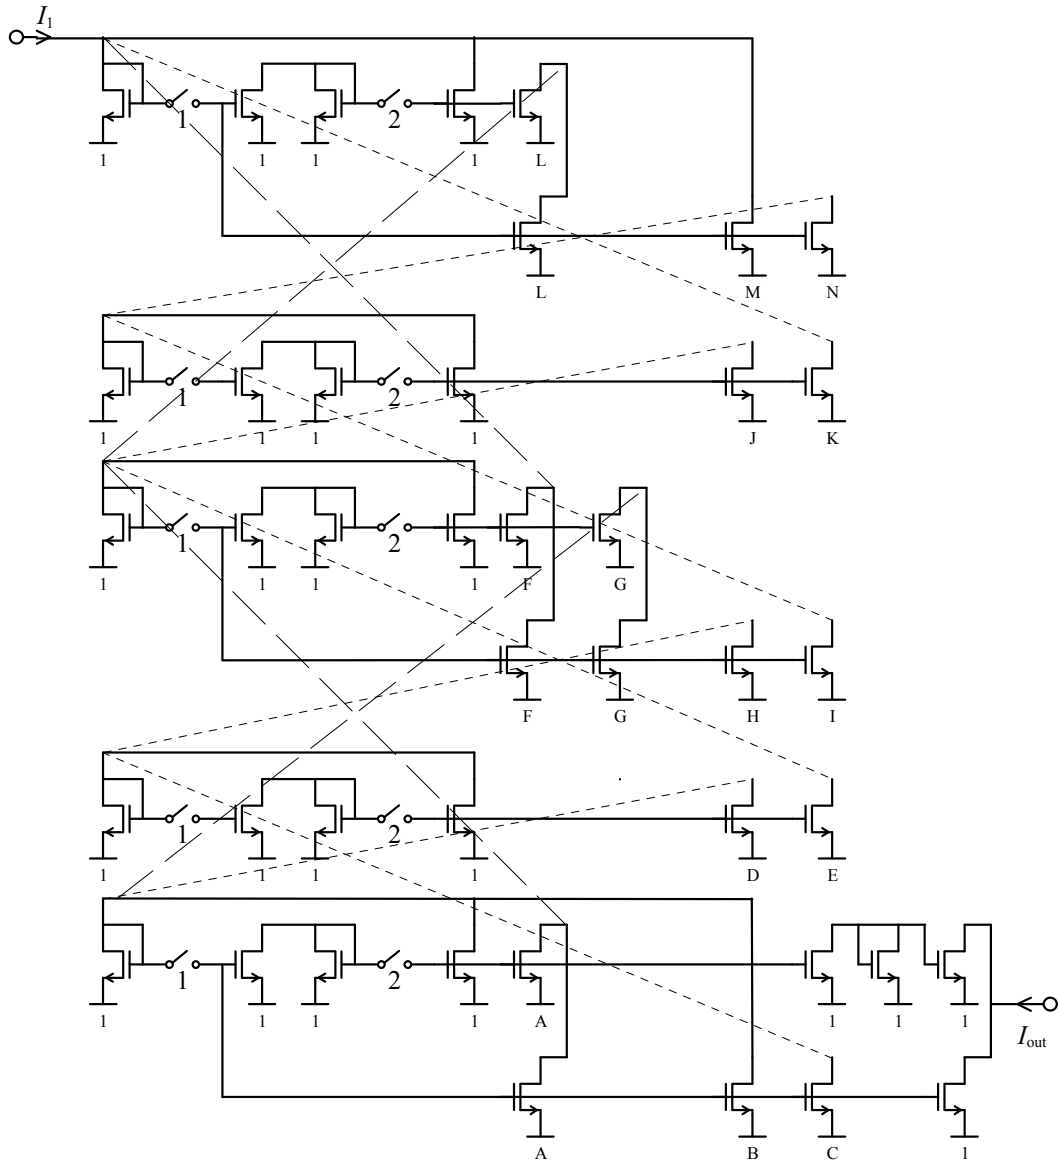 I1
1 2
1 1 1 1 L
L M N
1 2
1 1 1 1 J K
1 2
1 1 1 1 F G
F G H I
1 2
1 1 1 1 D E
1 2
1 1 1 1 A 1 1 1
Iout
A B C 1